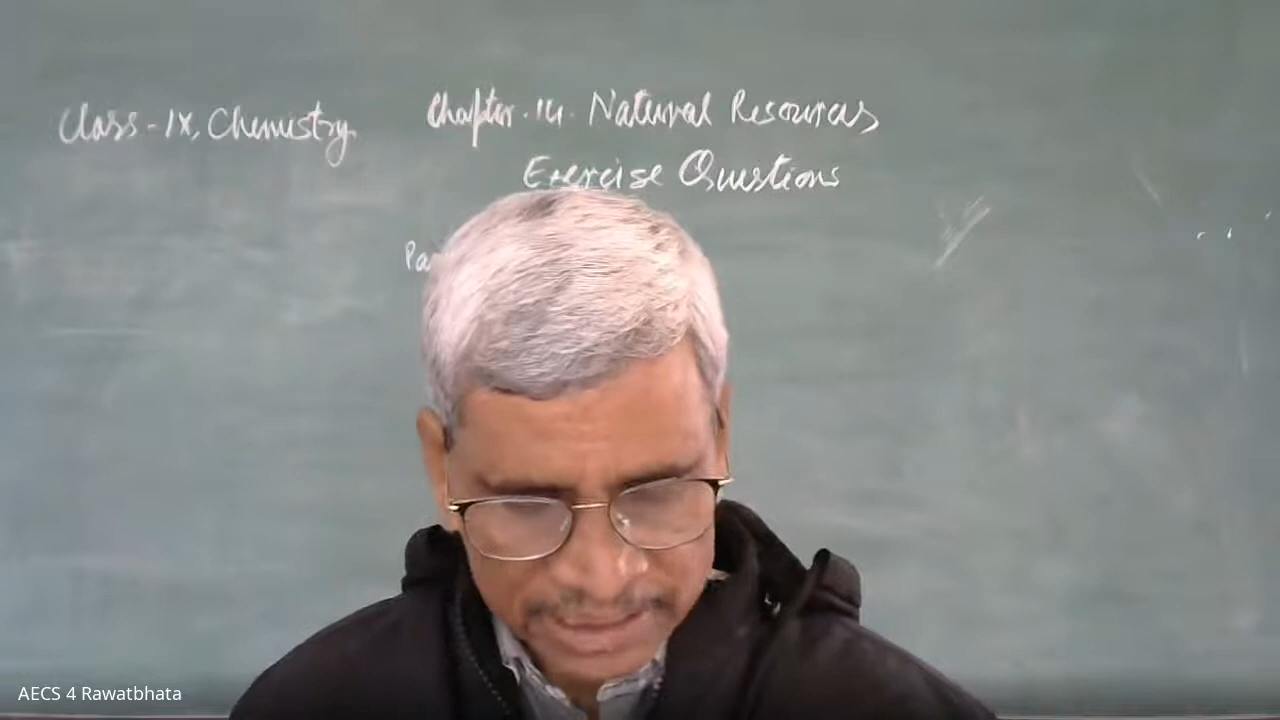 Class-IX, Chemistry
Chapter.14. Natural Resources
Exercise Questions
AECS 4 Rawatbhata